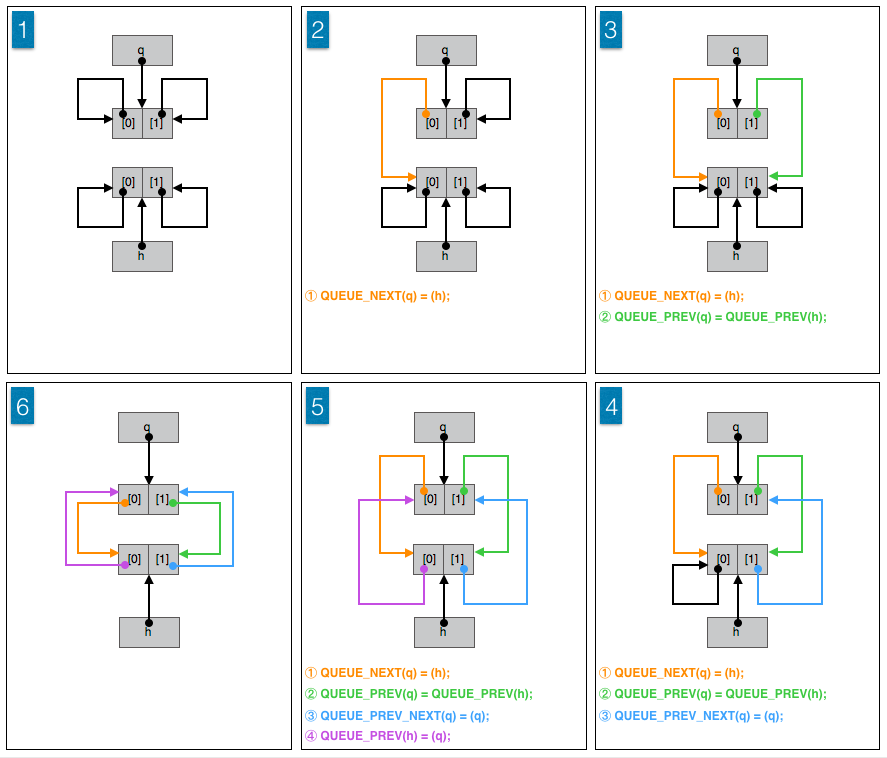 1
q
[0] [1]
[0] [1]
h
2
q
[0] [1]
[0] [1]
h
① QUEUE_NEXT(q) = (h);
3
q
[0] [1]
[0] [1]
h
① QUEUE_NEXT(q) = (h);
② QUEUE_PREV(q) = QUEUE_PREV(h);
6
q
[0] [1]
[0] [1]
h
5
q
[0] [1]
[0] [1]
h
① QUEUE_NEXT(q) = (h);
② QUEUE_PREV(q) = QUEUE_PREV(h);
③ QUEUE_PREV_NEXT(q) = (q);
④ QUEUE_PREV(h) = (q);
4
q
[0] [1]
[0] [1]
h
① QUEUE_NEXT(q) = (h);
② QUEUE_PREV(q) = QUEUE_PREV(h);
③ QUEUE_PREV_NEXT(q) = (q);